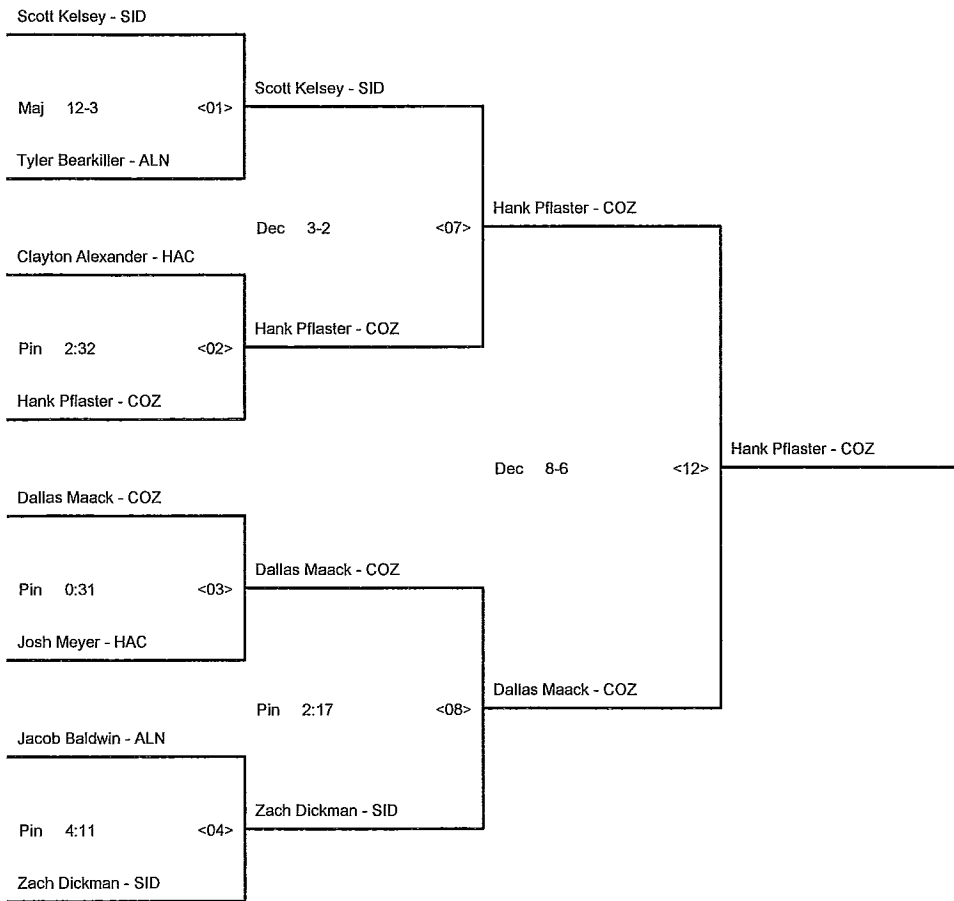 Scott Kelsey - SID
Scott Kelsey - SID
Maj 12-3 <01>
Tyler Bearkiller - ALN
Hank Pflaster - COZ
Dec 3-2 <07>
Clayton Alexander - HAC
Hank Pflaster - COZ
Pin 2:32 <02>
Hank Pflaster - COZ
Hank Pflaster - COZ
Dec 8-6 <12>
Dallas Maack - COZ
Dallas Maack - COZ
Pin 0:31 <03>
Josh Meyer - HAC
Dallas Maack - COZ
Pin 2:17 <08>
Jacob Baldwin - ALN
Zach Dickman - SID
Pin 4:11 <04>
Zach Dickman - SID